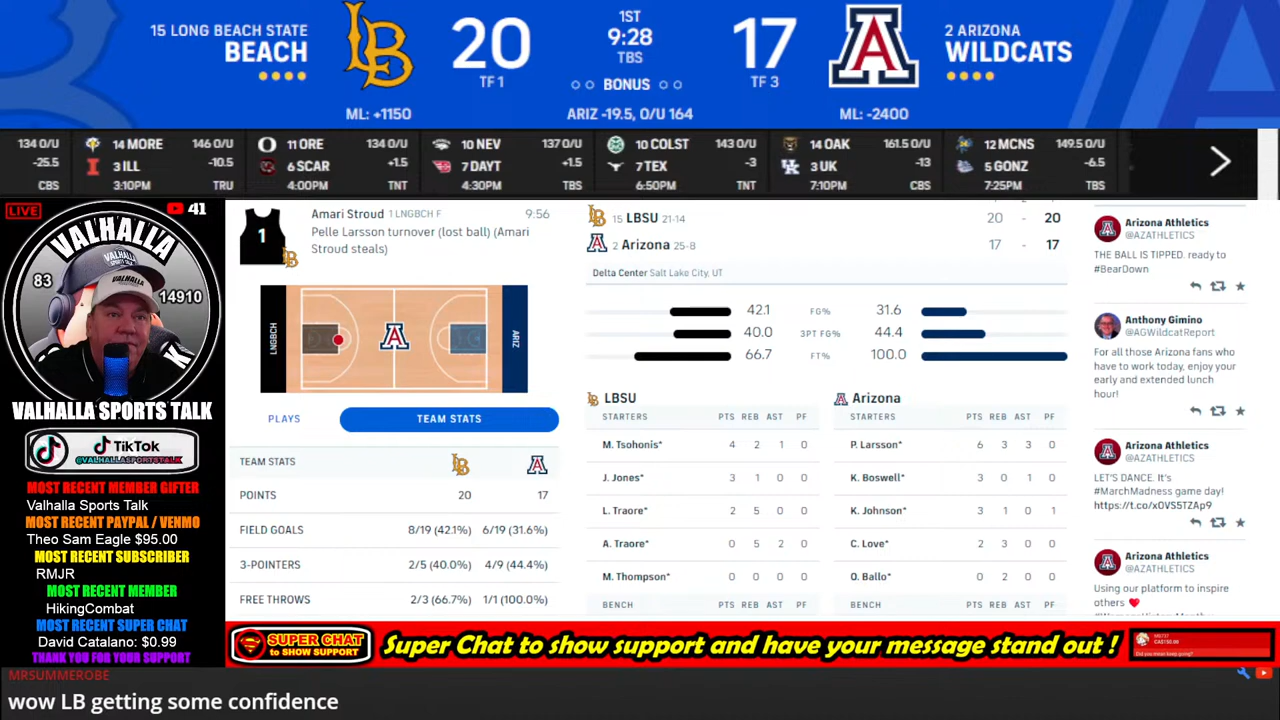 15 LONG BEACH STATE
BEACH
LB
20
TF 1
1ST
9:28
TBS
BONUS
17
TF 3
A
2 ARIZONA
WILDCATS
ML: +1150
ARIZ -19.5, O/U 164
ML: -2400
134 O/U
-25.5
CBS
14 MORE 146 O/U
3 ILL -10.5
3:10PM TRU
11 ORE 134 O/U
6 SCAR +1.5
4:00PM TNT
10 NEV 137 O/U
7 DAYT +1.5
4:30PM TBS
10 COLST 143 O/U
7 TEX -3
6:50PM TNT
14 OAK 161.5 O/U
3 UK -13
7:10PM CBS
12 MCNS 149.5 O/U
5 GONZ -6.5
7:25PM TBS
LIVE
41
VALHALLA
83
14910
VALHALLA SPORTS TALK
TikTok
@VALHALLASPORTSTALK
MOST RECENT MEMBER GIFTER
Valhalla Sports Talk
MOST RECENT PAYPAL / VENMO
Theo Sam Eagle $95.00
MOST RECENT SUBSCRIBER
RMJR
MOST RECENT MEMBER
HikingCombat
MOST RECENT SUPER CHAT
David Catalano: $0.99
THANK YOU FOR YOUR SUPPORT
1
Amari Stroud 1 LNGBCH F 9:56
Pelle Larsson turnover (lost ball) (Amari
Stroud steals)
LNGBCH
A
ARIZ
PLAYS
TEAM STATS
TEAM STATS
POINTS 20 17
FIELD GOALS 8/19 (42.1%) 6/19 (31.6%)
3-POINTERS 2/5 (40.0%) 4/9 (44.4%)
FREE THROWS 2/3 (66.7%) 1/1 (100.0%)
15 LBSU 21-14 20 - 20
2 Arizona 25-8 17 - 17
Delta Center Salt Lake City, UT
42.1 FG% 31.6
40.0 3PT FG% 44.4
66.7 FT% 100.0
LBSU
STARTERS PTS REB AST PF
M. Tsohonis* 4 2 1 0
J. Jones* 3 1 0 0
L. Traore* 2 5 0 0
A. Traore* 0 5 2 0
M. Thompson* 0 0 0 0
BENCH PTS REB AST PF
Arizona
STARTERS PTS REB AST PF
P. Larsson* 6 3 3 0
K. Boswell* 3 0 1 0
K. Johnson* 3 1 0 1
C. Love* 2 3 0 0
O. Ballo* 0 2 0 0
BENCH PTS REB AST PF
Arizona Athletics
@AZATHLETICS
THE BALL IS TIPPED. ready to
#BearDown
Anthony Gimino
@AGWildcatReport
For all those Arizona fans who
have to work today, enjoy your
early and extended lunch
hour!
Arizona Athletics
@AZATHLETICS
LET'S DANCE. It's
#MarchMadness game day!
https://t.co/xOVS5TZAp9
Arizona Athletics
@AZATHLETICS
Using our platform to inspire
others
SUPER CHAT
to SHOW SUPPORT
Super Chat to show support and have your message stand out !
CA$150.00
Did you mean keep going?
MRSUMMEROBE
wow LB getting some confidence